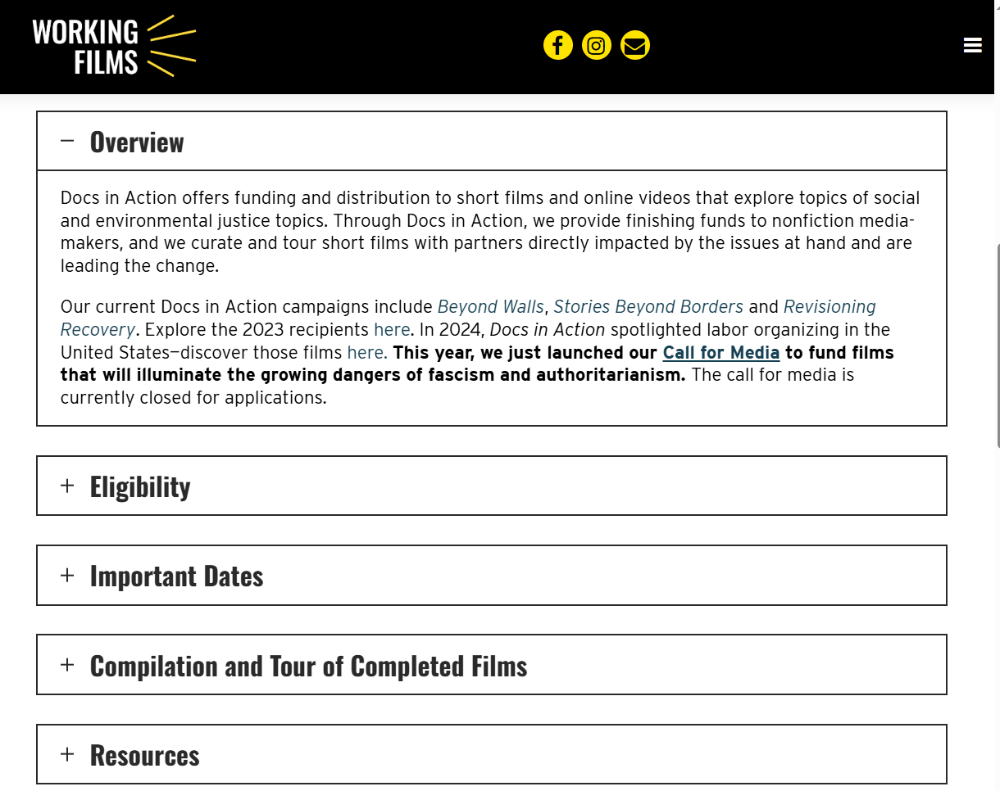 WORKING
FILMS
Overview
Docs in Action offers funding and distribution to short films and online videos that explore topics of social
and environmental justice topics. Through Docs in Action, we provide finishing funds to nonfiction media-
makers, and we curate and tour short films with partners directly impacted by the issues at hand and are
leading the change.
Our current Docs in Action campaigns include Beyond Walls, Stories Beyond Borders and Revisioning
Recovery. Explore the 2023 recipients here. In 2024, Docs in Action spotlighted labor organizing in the
United States—discover those films here. This year, we just launched our Call for Media to fund films
that will illuminate the growing dangers of fascism and authoritarianism. The call for media is
currently closed for applications.
Eligibility
Important Dates
Compilation and Tour of Completed Films
Resources